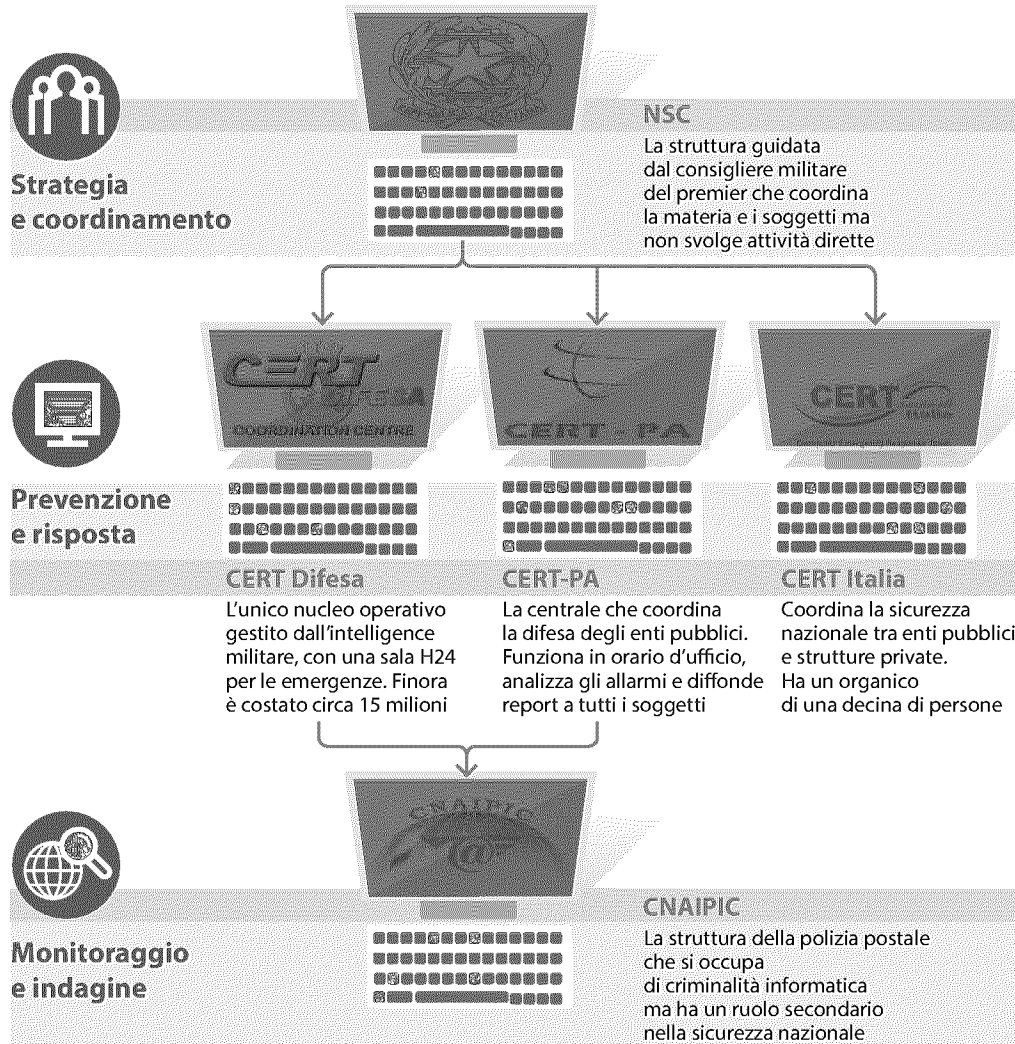 NSC
La struttura guidata
dal consigliere militare
del premier che coordina
la materia e i soggetti ma
non svolge attività dirette
Strategia
e coordinamento
CERT
COORDINATION CENTRE
CERT - PA
CERT
Prevenzione
e risposta
CERT Difesa
L'unico nucleo operativo
gestito dall'intelligence
militare, con una sala H24
per le emergenze. Finora
è costato circa 15 milioni
CERT-PA
La centrale che coordina
la difesa degli enti pubblici.
Funziona in orario d'ufficio,
analizza gli allarmi e diffonde
report a tutti i soggetti
CERT Italia
Coordina la sicurezza
nazionale tra enti pubblici
e strutture private.
Ha un organico
di una decina di persone
CNAIPIC
Monitoraggio
e indagine
CNAIPIC
La struttura della polizia postale
che si occupa
di criminalità informatica
ma ha un ruolo secondario
nella sicurezza nazionale